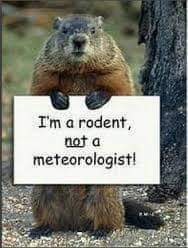 I'm a rodent,
not a
meteorologist!